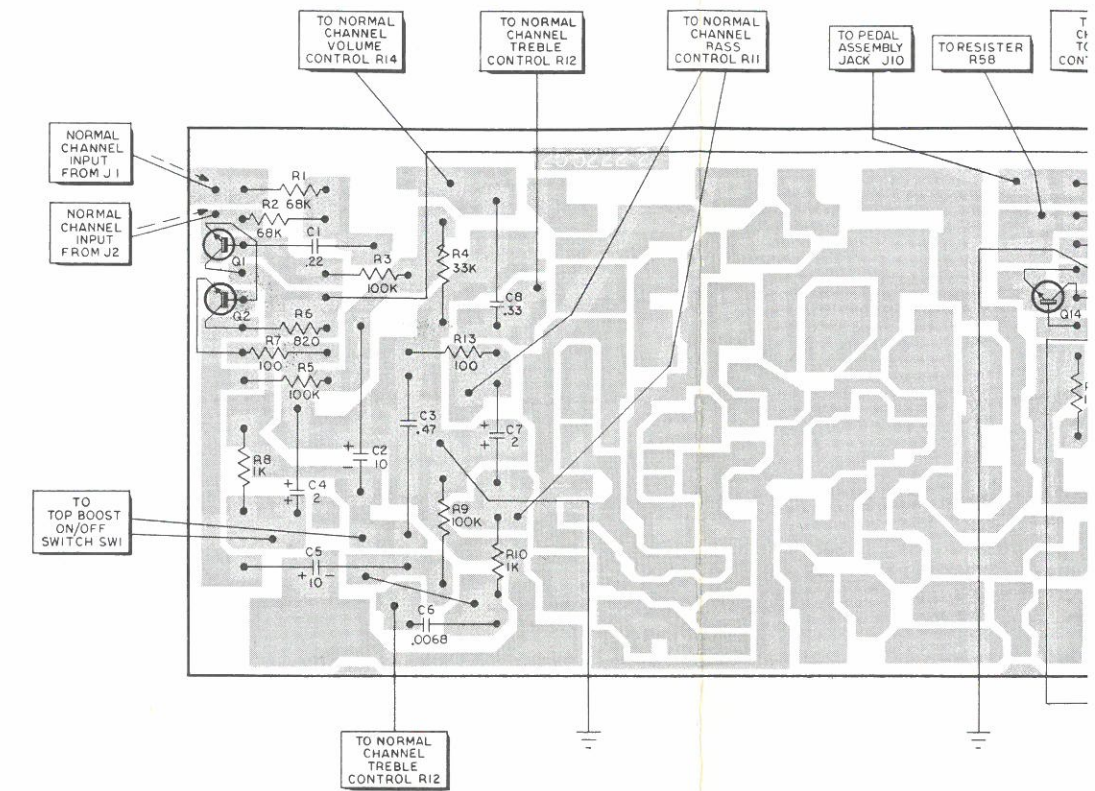 TO NORMAL
CHANNEL
VOLUME
CONTROL R14
TO NORMAL
CHANNEL
TREBLE
CONTROL R12
TO NORMAL
CHANNEL
RASS
CONTROL R11
TO PEDAL
ASSEMBLY
JACK J10
TO RESISTER
R58
NORMAL
CHANNEL
INPUT
FROM J1
NORMAL
CHANNEL
INPUT
FROM J2
R1
68K
R2
68K
C1
.22
Q1
R3
100K
R4
33K
C8
.33
Q2
R6
820
R7
100
R5
100K
R13
100
Q14
C3
.47
C7
+
+
2
C2
+
−
10
R8
1K
C4
+
+
2
R9
100K
R10
1K
TO
TOP BOOST
ON/OFF
SWITCH SW1
C5
+ −
10
C6
.0068
TO NORMAL
CHANNEL
TREBLE
CONTROL R12